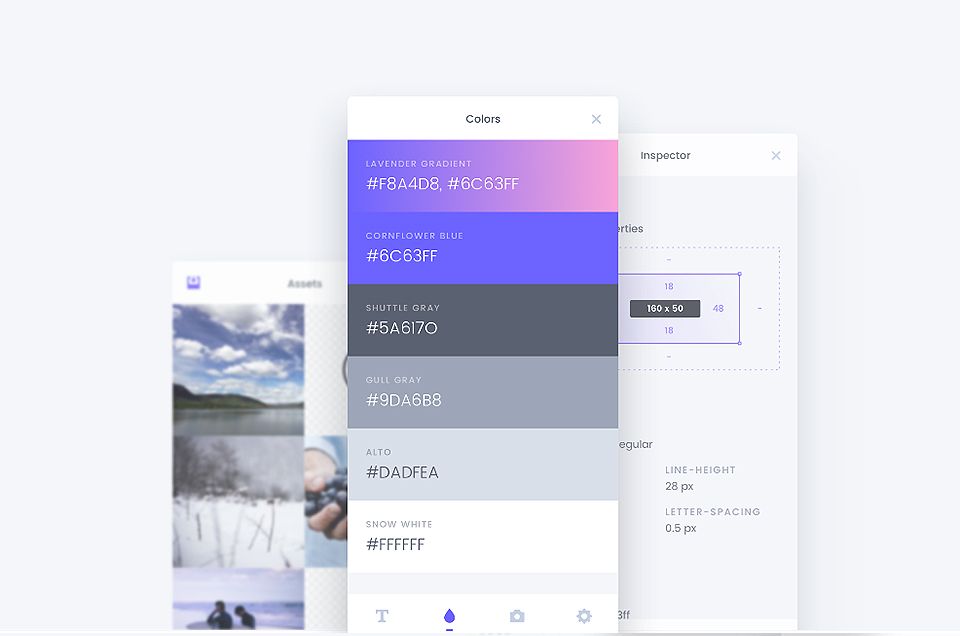 Colors
LAVENDER GRADIENT
#F8A4D8, #6C63FF
CORNFLOWER BLUE
#6C63FF
SHUTTLE GRAY
#5A6170
GULL GRAY
#9DA6B8
ALTO
#DADFEA
SNOW WHITE
#FFFFFF
T
Assets
Inspector
erties
-
18
160 x 50
48
-
18
-
egular
LINE-HEIGHT
28 px
LETTER-SPACING
0.5 px
3ff